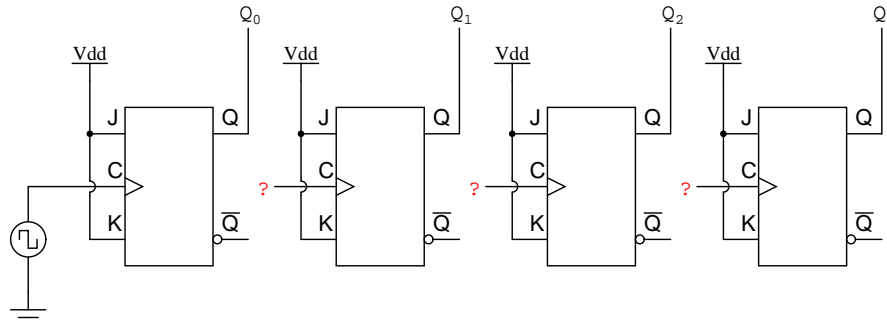 Q0 Q1 Q2 Q
Vdd Vdd Vdd Vdd
J Q J Q J Q J Q
C ? C ? C ? C
K Q̅ K Q̅ K Q̅ K Q̅